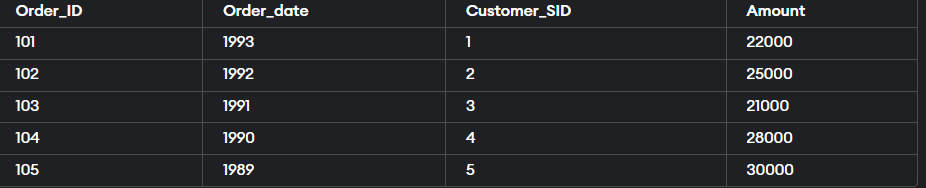 Order_ID Order_date Customer_SID Amount
101 1993 1 22000
102 1992 2 25000
103 1991 3 21000
104 1990 4 28000
105 1989 5 30000